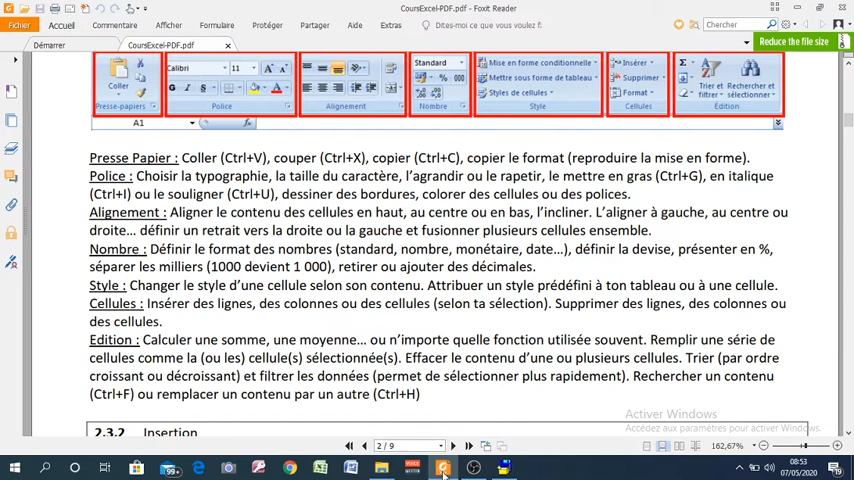 CoursExcel-PDF.pdf - Foxit Reader
Fichier Accueil Commentaire Afficher Formulaire Protéger Partager Aide Extras Dites-moi ce que vous voulez f. Chercher
Démarrer CoursExcel-PDF.pdf Reduce the file size
Coller
Calibri 11
Standard
G I S
% 000
Mise en forme conditionnelle
Mettre sous forme de tableau
Styles de cellules
Insérer
Supprimer
Format
Σ
Trier et filtrer
Rechercher et sélectionner
Presse-papiers Police Alignement Nombre Style Cellules Édition
A1 fx
Presse Papier : Coller (Ctrl+V), couper (Ctrl+X), copier (Ctrl+C), copier le format (reproduire la mise en forme).
Police : Choisir la typographie, la taille du caractère, l’agrandir ou le rapetir, le mettre en gras (Ctrl+G), en italique
(Ctrl+I) ou le souligner (Ctrl+U), dessiner des bordures, colorer des cellules ou des polices.
Alignement : Aligner le contenu des cellules en haut, au centre ou en bas, l’incliner. L’aligner à gauche, au centre ou
droite… définir un retrait vers la droite ou la gauche et fusionner plusieurs cellules ensemble.
Nombre : Définir le format des nombres (standard, nombre, monétaire, date…), définir la devise, présenter en %,
séparer les milliers (1000 devient 1 000), retirer ou ajouter des décimales.
Style : Changer le style d’une cellule selon son contenu. Attribuer un style prédéfini à ton tableau ou à une cellule.
Cellules : Insérer des lignes, des colonnes ou des cellules (selon ta sélection). Supprimer des lignes, des colonnes ou
des cellules.
Edition : Calculer une somme, une moyenne… ou n’importe quelle fonction utilisée souvent. Remplir une série de
cellules comme la (ou les) cellule(s) sélectionnée(s). Effacer le contenu d’une ou plusieurs cellules. Trier (par ordre
croissant ou décroissant) et filtrer les données (permet de sélectionner plus rapidement). Rechercher un contenu
(Ctrl+F) ou remplacer un contenu par un autre (Ctrl+H)
Activer Windows
Accédez aux paramètres pour activer Windows.
2.3.2 Insertion
2 / 9 162,67%
99+
08:53
07/05/2020
19